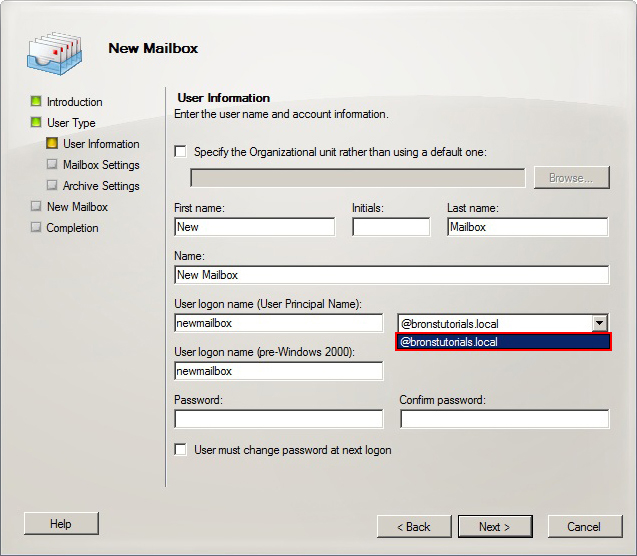 New Mailbox
Introduction
User Type
User Information
Mailbox Settings
Archive Settings
New Mailbox
Completion
User Information
Enter the user name and account information.
Specify the Organizational unit rather than using a default one:
Browse...
First name: Initials: Last name:
New Mailbox
Name:
New Mailbox
User logon name (User Principal Name):
newmailbox @bronstutorials.local
@bronstutorials.local
User logon name (pre-Windows 2000):
newmailbox
Password: Confirm password:
User must change password at next logon
Help < Back Next > Cancel